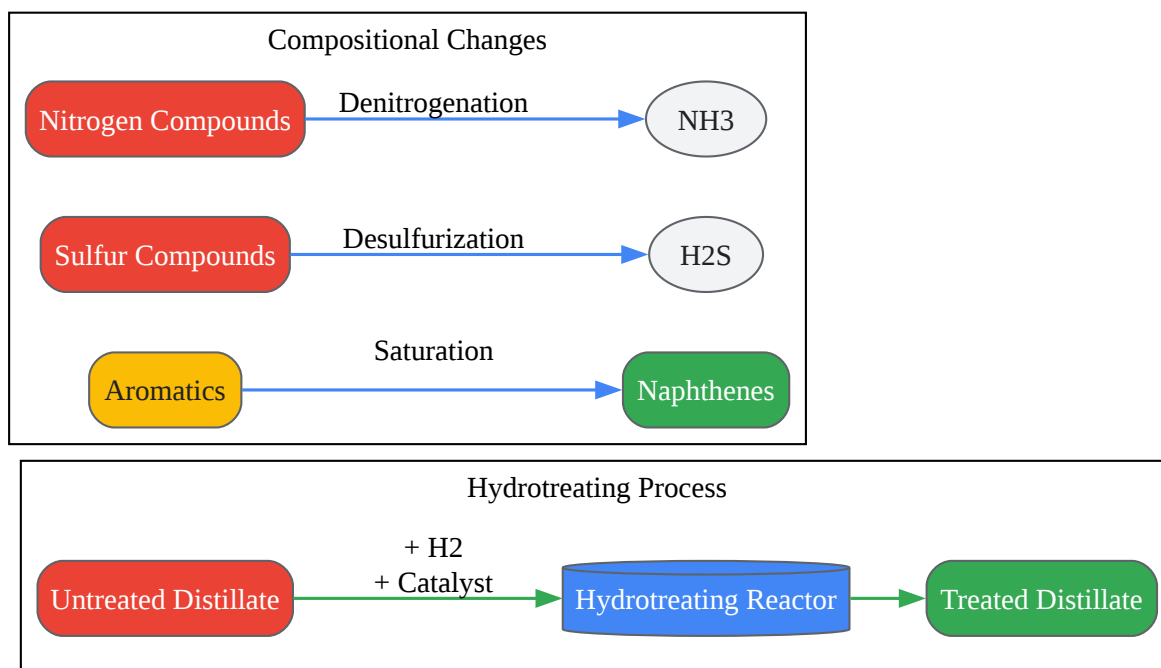 Compositional Changes
Nitrogen Compounds
Denitrogenation
NH3
Sulfur Compounds
Desulfurization
H2S
Aromatics
Saturation
Naphthenes
Hydrotreating Process
Untreated Distillate
+ H2
+ Catalyst
Hydrotreating Reactor
Treated Distillate